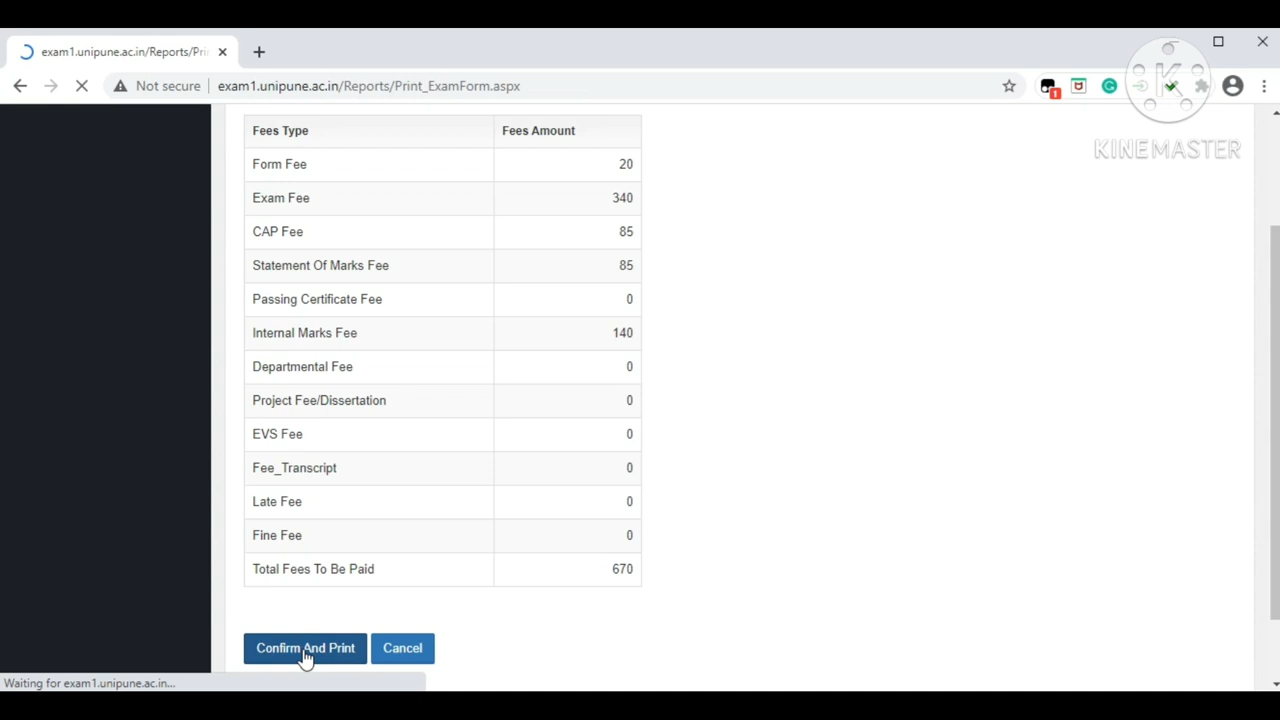 exam1.unipune.ac.in/Reports/Pri
Not secure exam1.unipune.ac.in/Reports/Print_ExamForm.aspx
1
K
KINEMASTER
Fees Type Fees Amount
Form Fee 20
Exam Fee 340
CAP Fee 85
Statement Of Marks Fee 85
Passing Certificate Fee 0
Internal Marks Fee 140
Departmental Fee 0
Project Fee/Dissertation 0
EVS Fee 0
Fee_Transcript 0
Late Fee 0
Fine Fee 0
Total Fees To Be Paid 670
Confirm And Print Cancel
Waiting for exam1.unipune.ac.in...